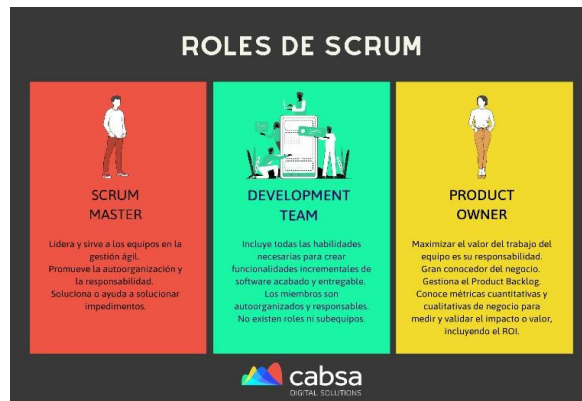 ROLES DE SCRUM
SCRUM
MASTER
Lidera y sirve a los equipos en la
gestión ágil.
Promueve la autoorganización y
la responsabilidad.
Soluciona o ayuda a solucionar
impedimentos.
DEVELOPMENT
TEAM
Incluye todas las habilidades
necesarias para crear
funcionalidades incrementales de
software acabado y entregable.
Los miembros son
autoorganizados y responsables.
No existen roles ni subequipos.
PRODUCT
OWNER
Maximizar el valor del trabajo del
equipo es su responsabilidad.
Gran conocedor del negocio.
Gestiona el Product Backlog.
Conoce métricas cuantitativas y
cualitativas de negocio para
medir y validar el impacto o valor,
incluyendo el ROI.
cabsa
DIGITAL SOLUTIONS